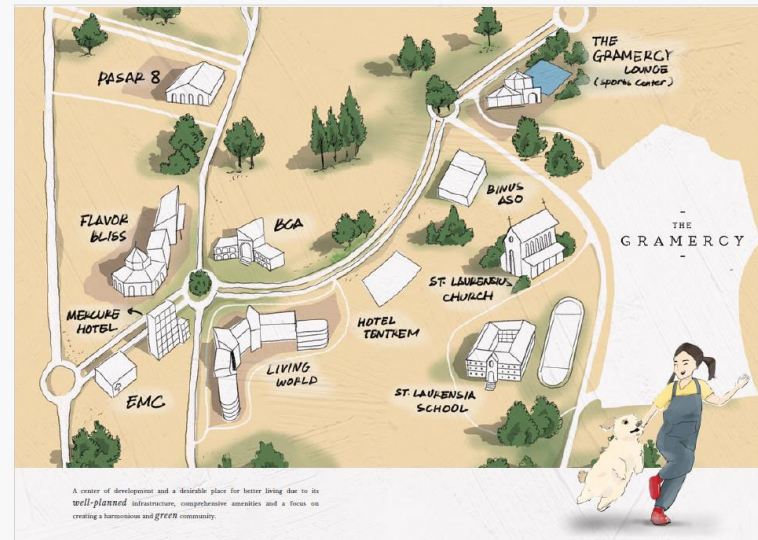 PASAR 8
THE
GRAMERCY
LOUNGE
(sports center)
FLAVOR
BLISS
BCA
BINUS
ASO
THE
GRAMERCY
ST. LAURENSIUS
CHURCH
MERCURE
HOTEL
HOTEL
TENTREM
LIVING
WORLD
EMC
ST. LAURENSIA
SCHOOL
A center of development and a desirable place for better living due to its
well-planned infrastructure, comprehensive amenities and a focus on
creating a harmonious and green community.